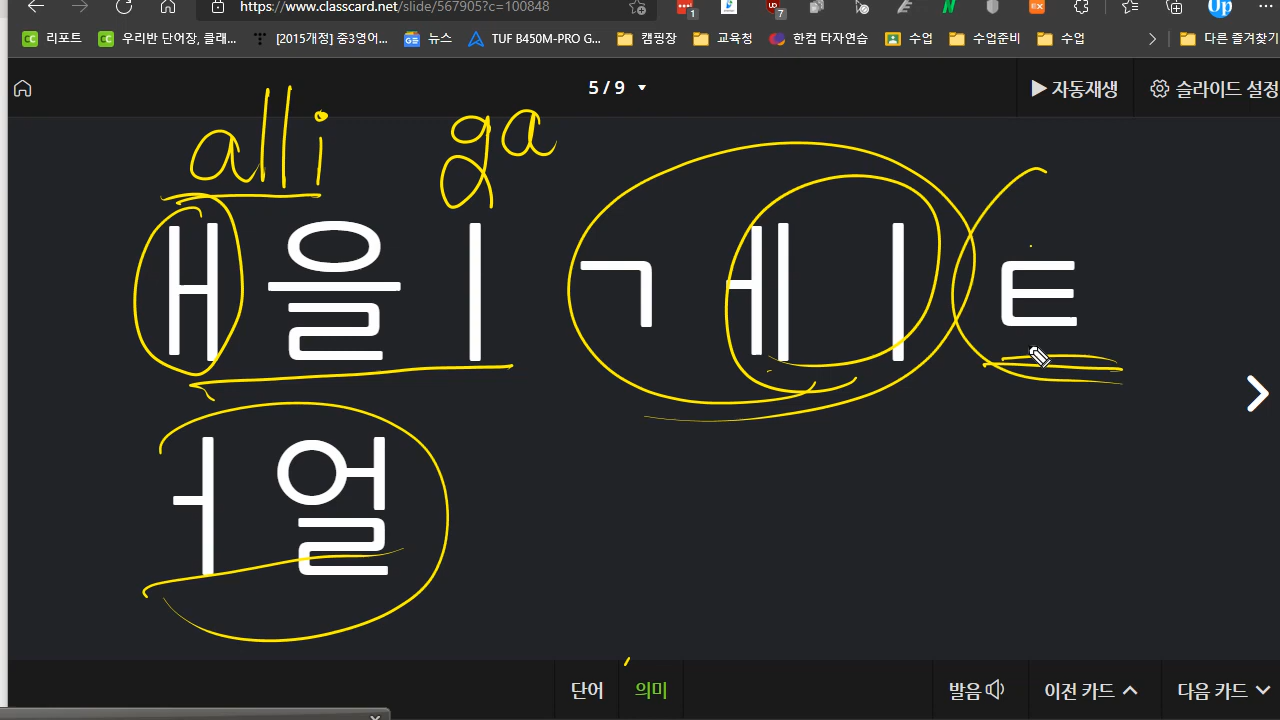 https://www.classcard.net/slide/567905?c=100848
1
7
리포트 우리반 단어장, 클래... [2015개정] 중3영어... 뉴스 TUF B450M-PRO G... 캠핑장 교육청 한컴 타자연습 수업 수업준비 수업 다른 즐겨찾기
5 / 9 자동재생 슬라이드 설정
alli ga
ㅐ을ㅣㄱㅔㅣㅌ
ㅓ얼
단어 의미 발음 이전 카드 다음 카드